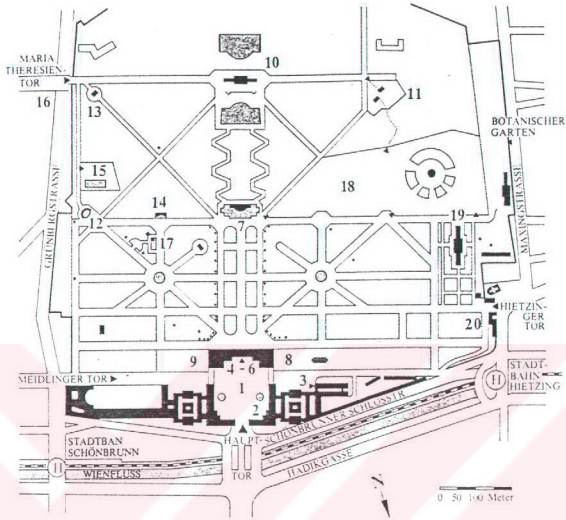 MARIA
THERESIEN-
TOR
16
10
13
11
BOTANISCHER
GARTEN
15
18
GRÜNBERGSTRASSE
MAXINGSTRASSE
14
12
7
19
17
HIETZIN-
GER
TOR
20
9
8
4 - 6
MEIDLINGER TOR
3
1
2
STADT-
BAHN
HIETZING
H
HAUPT-
TOR
SCHÖNBRUNNER SCHLOSSTR
STADTBAN
SCHÖNBRUNN
H
WIENFLUSS
HADIKGASSE
N
0 50 100 Meter